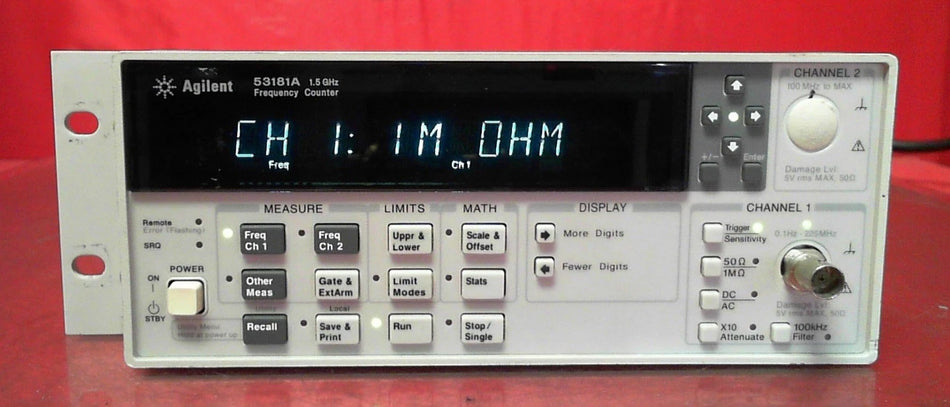 Agilent 53181A 1.5 GHz
Frequency Counter
CH 1: 1M OHM
Freq Ch 1
+/- Enter
CHANNEL 2
100 MHz to MAX
Damage Lvl:
5V rms MAX, 50Ω
Remote
Error (Flashing)
SRQ
ON
POWER
STBY
Utility Menu
Hold at power up
MEASURE
Freq
Ch 1
Freq
Ch 2
Other
Meas
Gate &
ExtArm
Utility
Local
Recall
Save &
Print
LIMITS
Uppr &
Lower
Limit
Modes
Run
MATH
Scale &
Offset
Stats
Stop/
Single
DISPLAY
More Digits
Fewer Digits
CHANNEL 1
Trigger
Sensitivity
0.1Hz - 225MHz
50Ω
1MΩ
DC
AC
Damage Lvl:
5V rms MAX, 50Ω
X10
Attenuate
100kHz
Filter